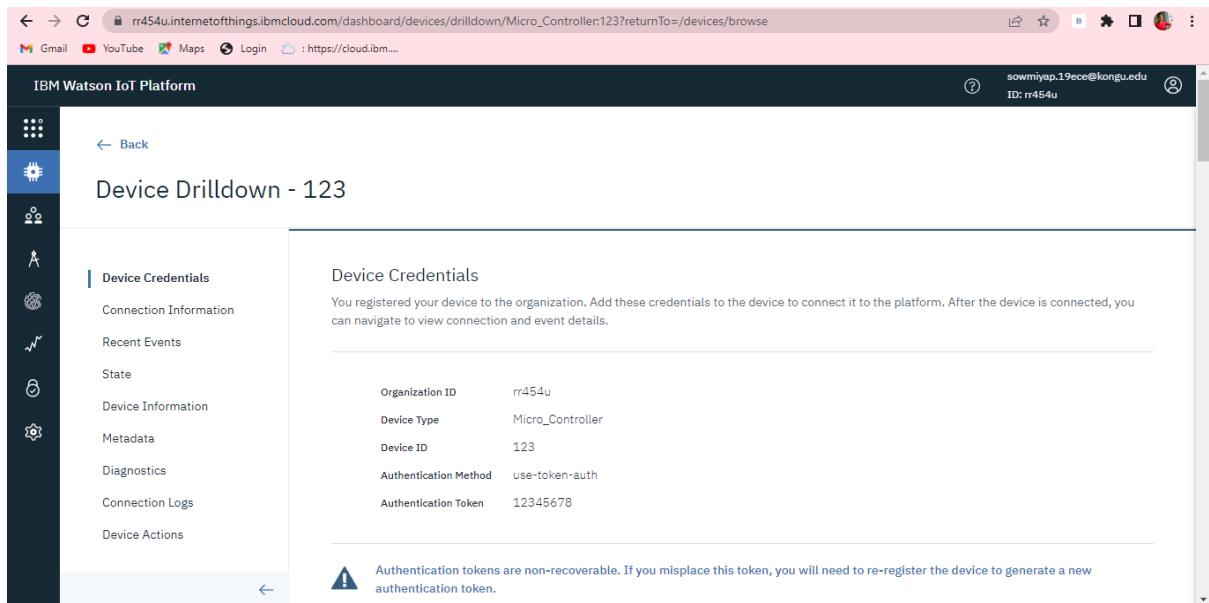 rr454u.internetofthings.ibmcloud.com/dashboard/devices/drilldown/Micro_Controller:123?returnTo=/devices/browse
B
Gmail YouTube Maps Login : https://cloud.ibm....
IBM Watson IoT Platform
sowmiyap.19ece@kongu.edu
ID: rr454u
← Back
Device Drilldown - 123
Device Credentials
Connection Information
Recent Events
State
Device Information
Metadata
Diagnostics
Connection Logs
Device Actions
Device Credentials
You registered your device to the organization. Add these credentials to the device to connect it to the platform. After the device is connected, you
can navigate to view connection and event details.
Organization ID rr454u
Device Type Micro_Controller
Device ID 123
Authentication Method use-token-auth
Authentication Token 12345678
Authentication tokens are non-recoverable. If you misplace this token, you will need to re-register the device to generate a new
authentication token.